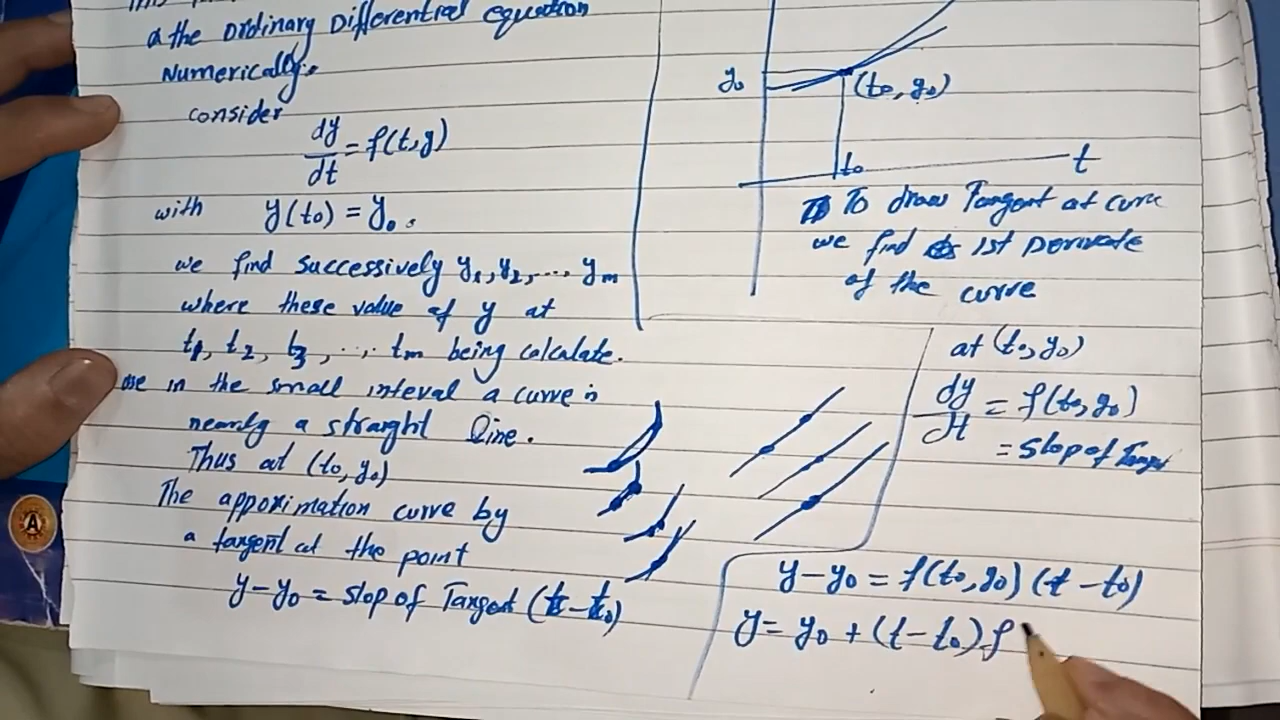 a the Ordinary Differential equation
Numerically.
consider
dy/dt = f(t,y)
with y(t₀) = y₀.
we find successively y₁, y₂, ..., yₘ
where these value of y at
t₁, t₂, t₃, ..., tₘ being calculate.
in the small interval a curve is
nearly a straight line.
Thus at (t₀, y₀)
The approximation curve by
a tangent at the point
y - y₀ = slop of Tangent (t - t₀)
y₀
(t₀, y₀)
t₀
t
To draw Tangent at curve
we find 1st Derivate
of the curve
at (t₀, y₀)
dy/dt = f(t₀, y₀)
= slop of Tangent
y - y₀ = f(t₀, y₀) (t - t₀)
y = y₀ + (t - t₀) f
A